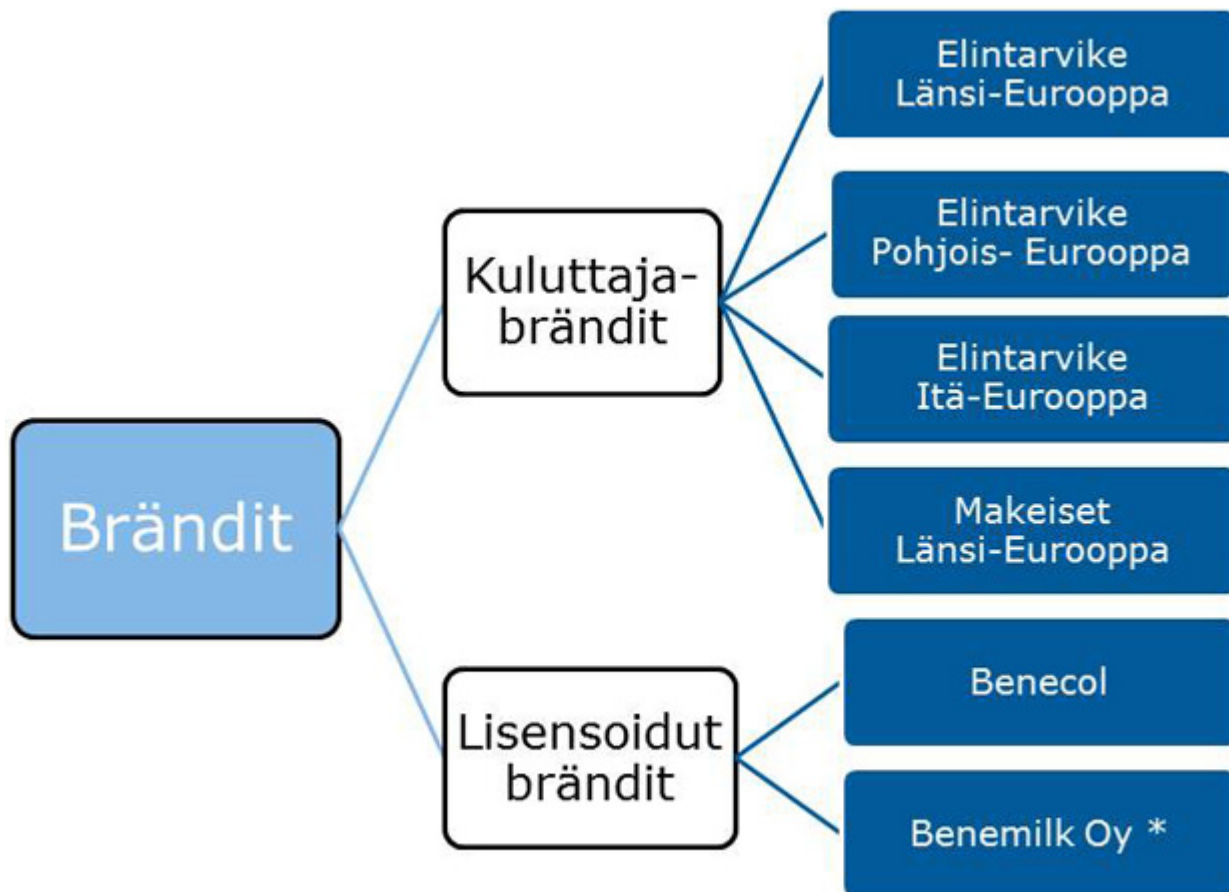 Brändit
Kuluttaja-
brändit
Lisensoidut
brändit
Elintarvike
Länsi-Eurooppa
Elintarvike
Pohjois- Eurooppa
Elintarvike
Itä-Eurooppa
Makeiset
Länsi-Eurooppa
Benecol
Benemilk Oy *